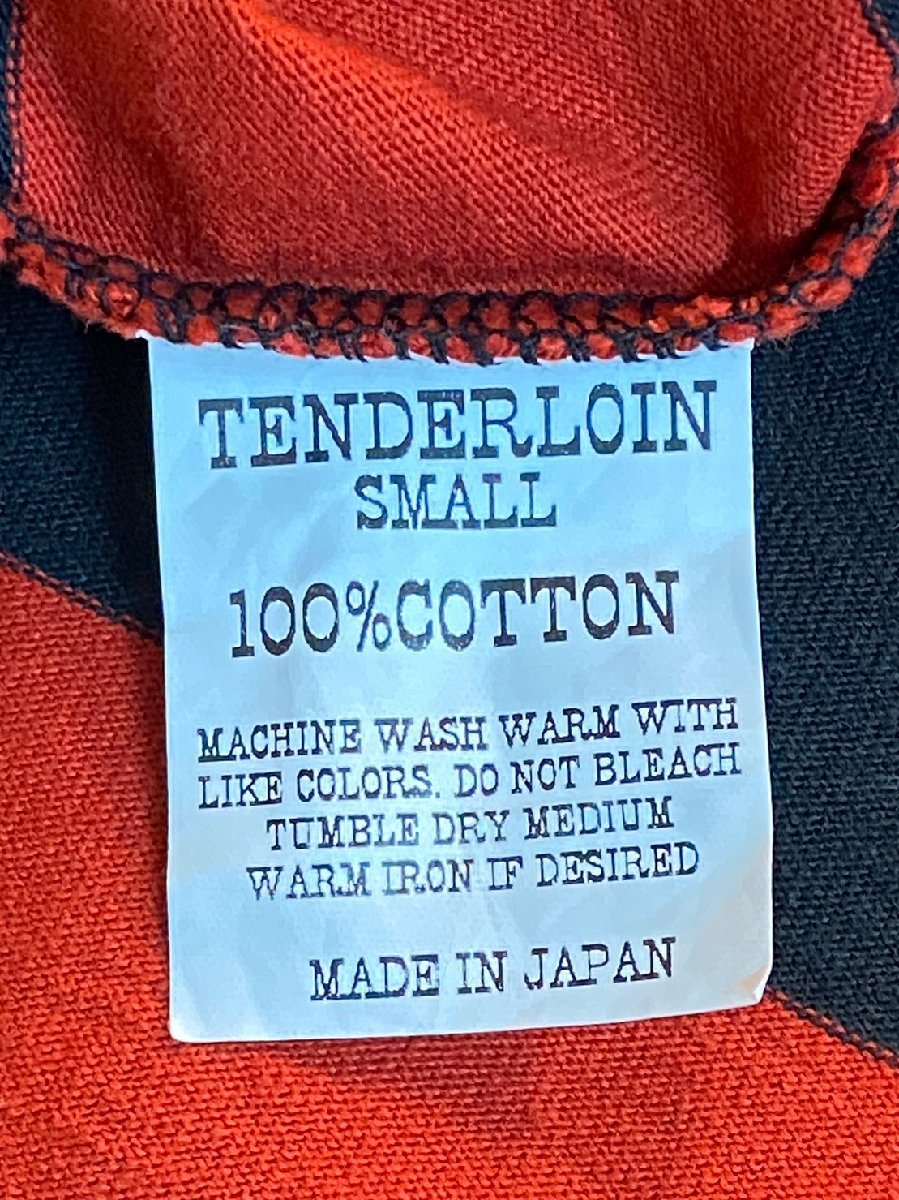 TENDERLOIN
SMALL
100%COTTON
MACHINE WASH WARM WITH
LIKE COLORS. DO NOT BLEACH
TUMBLE DRY MEDIUM
WARM IRON IF DESIRED
MADE IN JAPAN